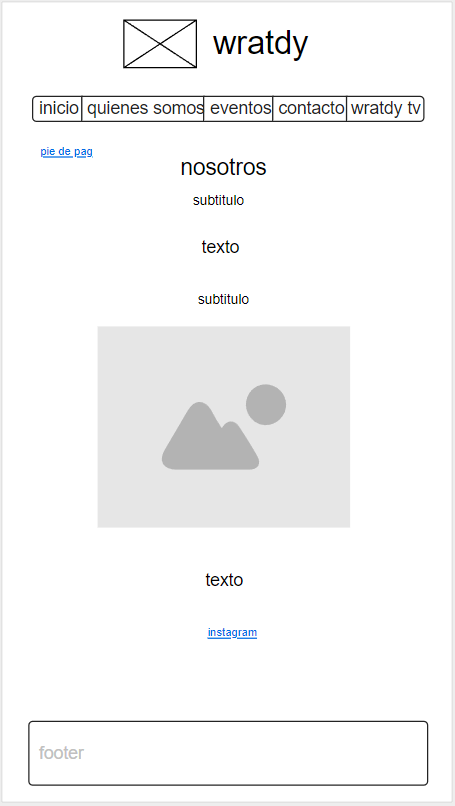 wratdy
inicio quienes somos eventos contacto wratdy tv
pie de pag
nosotros
subtitulo
texto
subtitulo
texto
instagram
footer